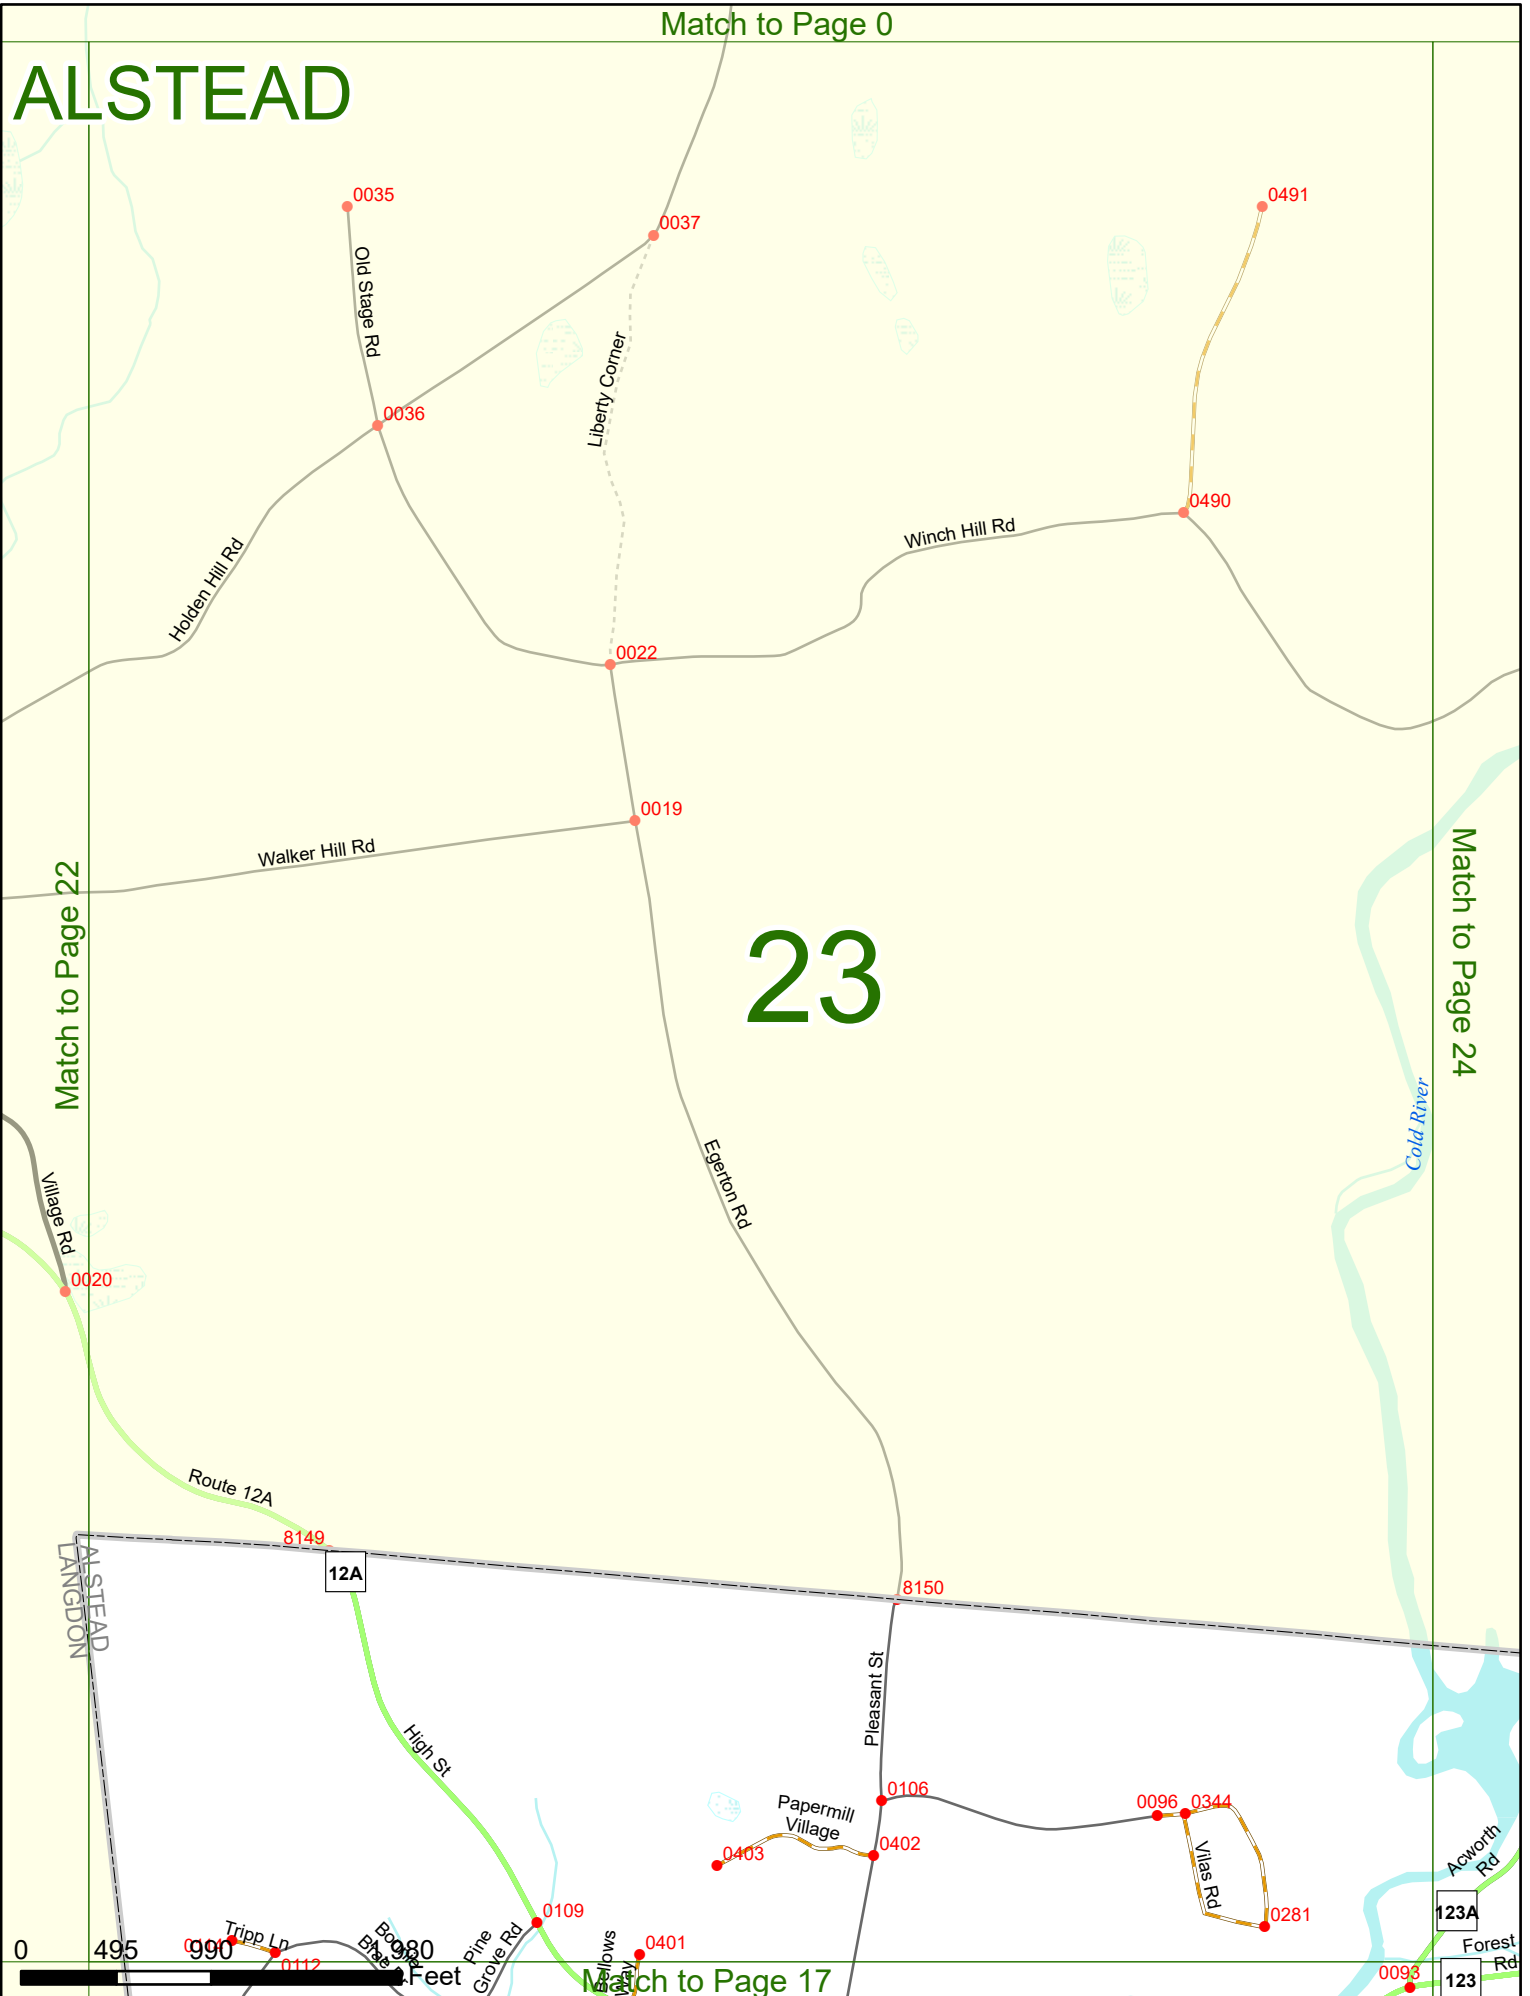 Match to Page 0
ALSTEAD
0035
0037
0491
Old Stage Rd
Liberty Corner
0036
0490
Winch Hill Rd
Holden Hill Rd
0022
0019
Walker Hill Rd
Match to Page 22
23
Match to Page 24
Cold River
Egerton Rd
Village Rd
0020
Route 12A
8149
12A
ALSTEAD
LANGDON
8150
Pleasant St
High St
0106
Papermill
Village
0096
0344
0403
0402
Vilas Rd
Acworth
Rd
0109
0281
123A
Tripp Ln
0114
0112
Pine
Grove Rd
Bellows
Way
0401
Forest
Rd
0093
123
0
495
990
1,980
Feet
Match to Page 17